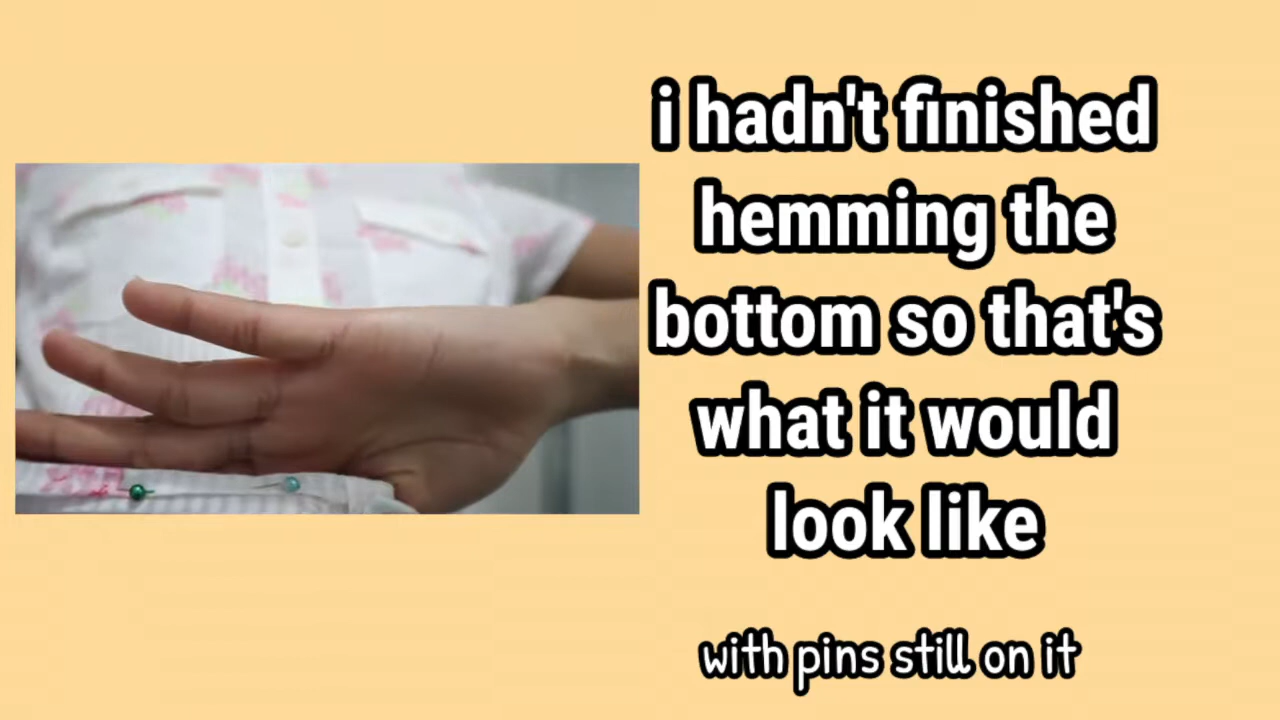 i hadn't finished
hemming the
bottom so that's
what it would
look like
with pins still on it